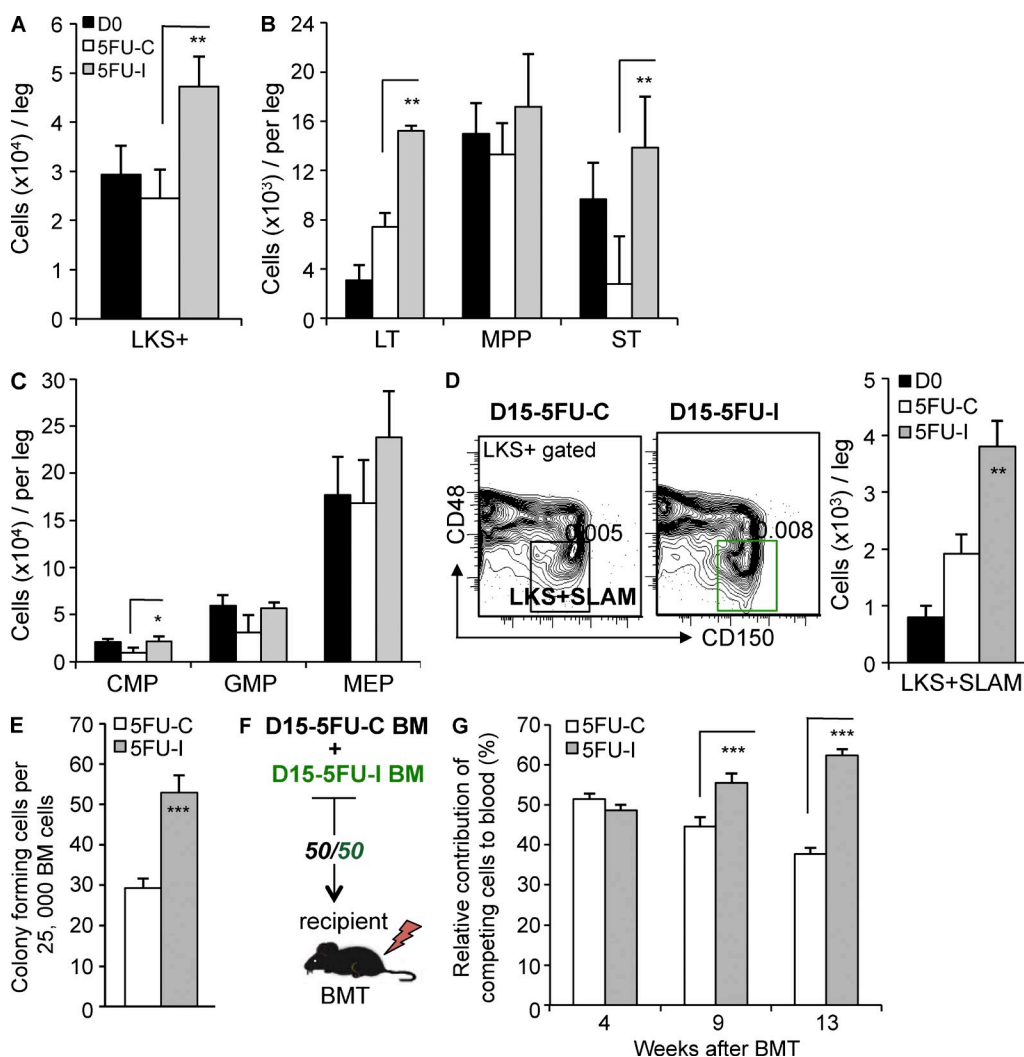 A
D0
5FU-C
5FU-I
**
Cells (x10⁴) / leg
6
5
4
3
2
1
0
LKS+
B
Cells (x10³) / per leg
24
20
16
12
8
4
0
**
**
LT MPP ST
C
Cells (x10⁴) / per leg
30
25
20
15
10
5
0
*
CMP GMP MEP
D
D15-5FU-C D15-5FU-I
LKS+ gated
CD48
0.005
0.008
LKS+SLAM
CD150
D0
5FU-C
5FU-I
Cells (x10³) / leg
5
4
3
2
1
0
**
LKS+SLAM
E
5FU-C
5FU-I
Colony forming cells per
25, 000 BM cells
70
60
50
40
30
20
10
0
***
F
D15-5FU-C BM
+
D15-5FU-I BM
50/50
recipient
BMT
G
5FU-C
5FU-I
Relative contribution of
competing cells to blood (%)
70
60
50
40
30
20
10
0
***
***
4 9 13
Weeks after BMT